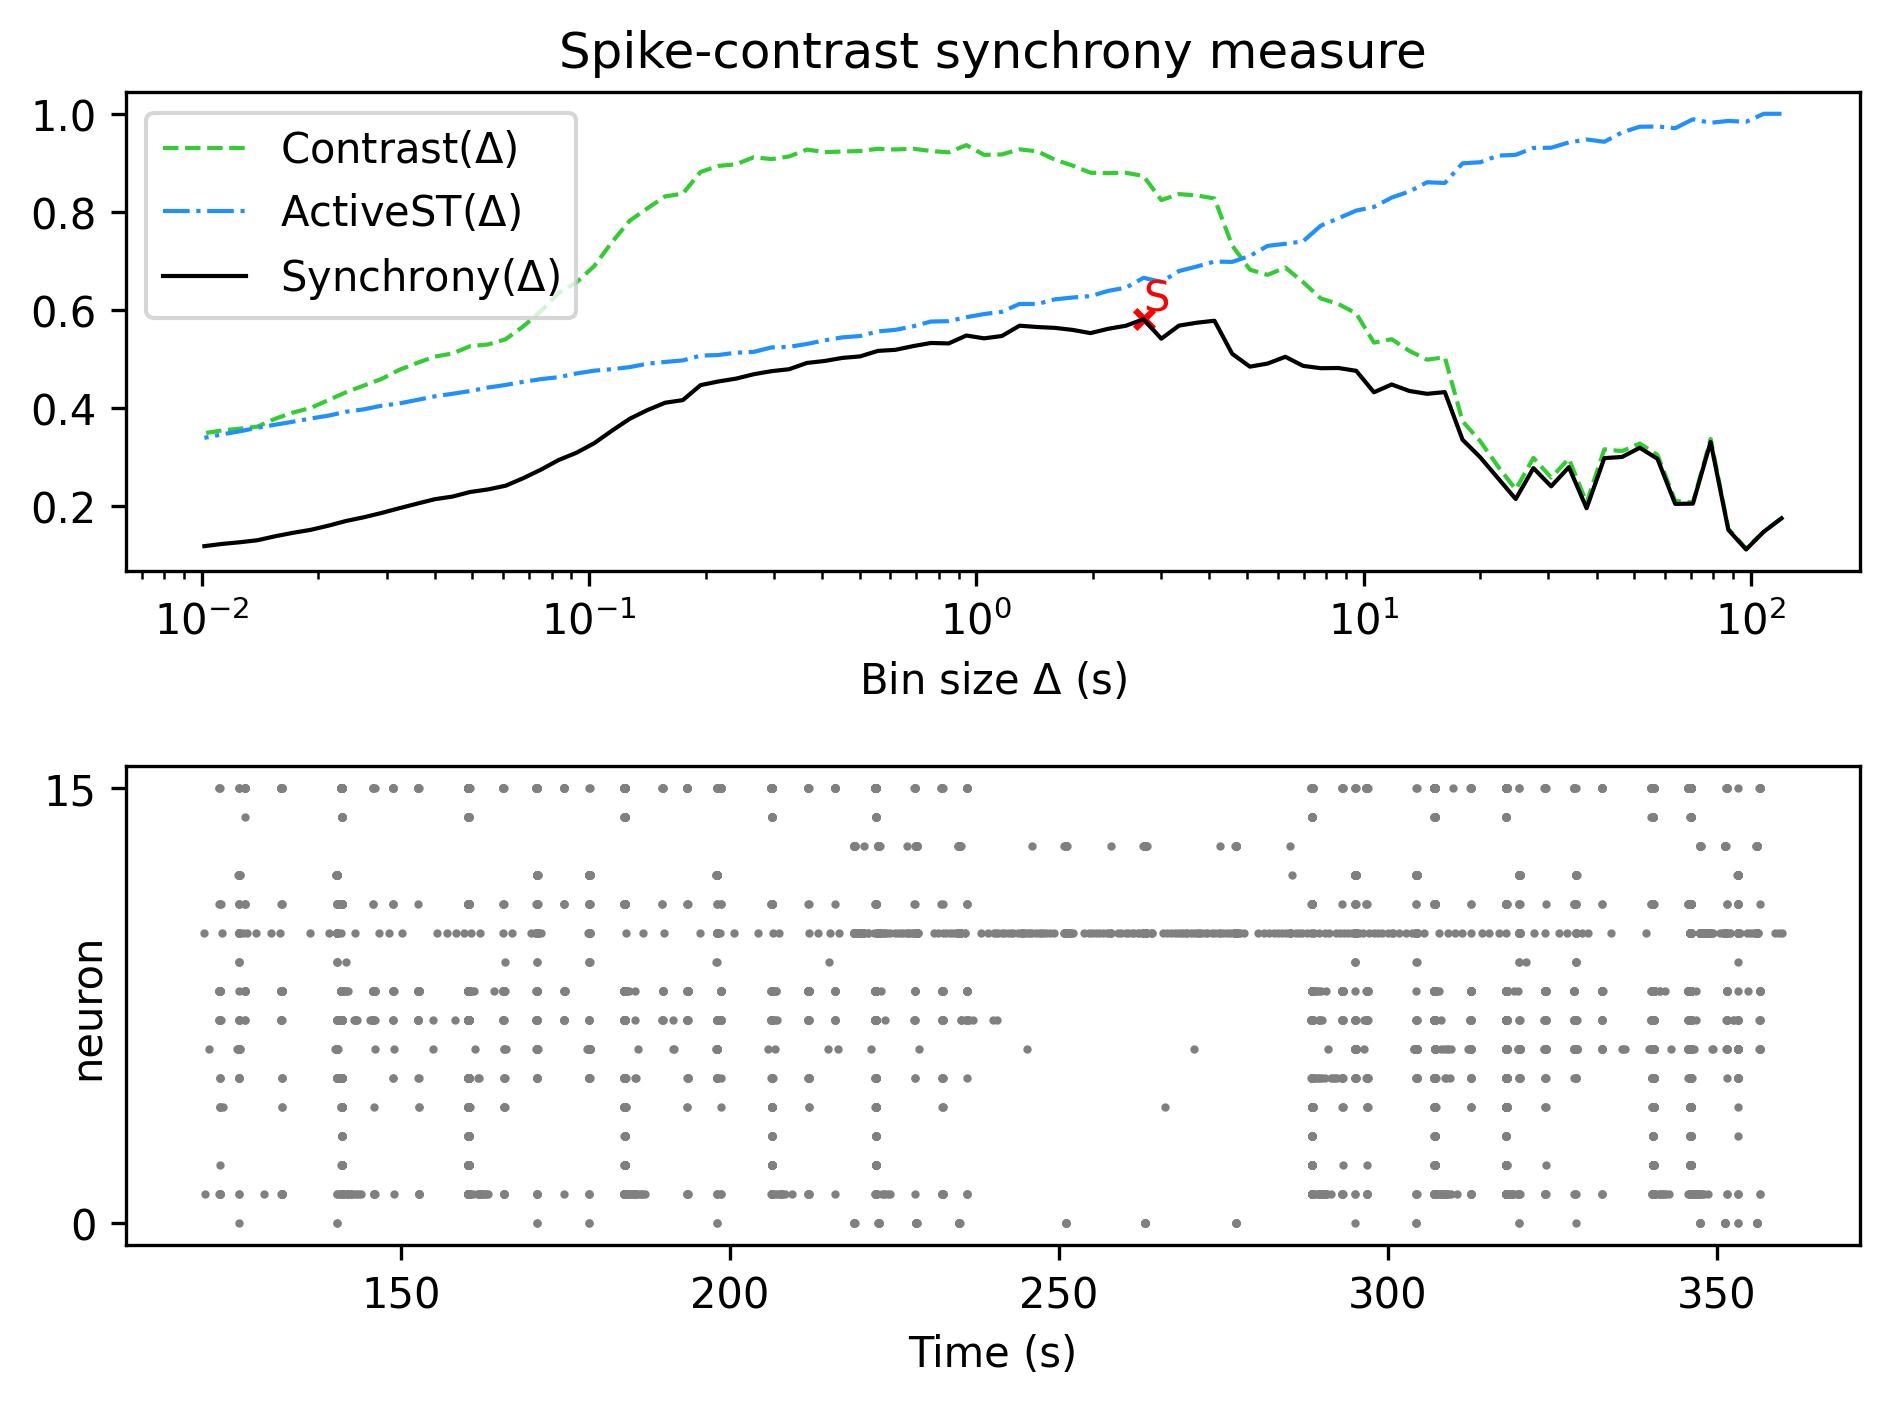 Spike-contrast synchrony measure
1.0
0.8
0.6
0.4
0.2
Contrast(Δ)
ActiveST(Δ)
Synchrony(Δ)
S
10⁻² 10⁻¹ 10⁰ 10¹ 10²
Bin size Δ (s)
15
neuron
0
150 200 250 300 350
Time (s)